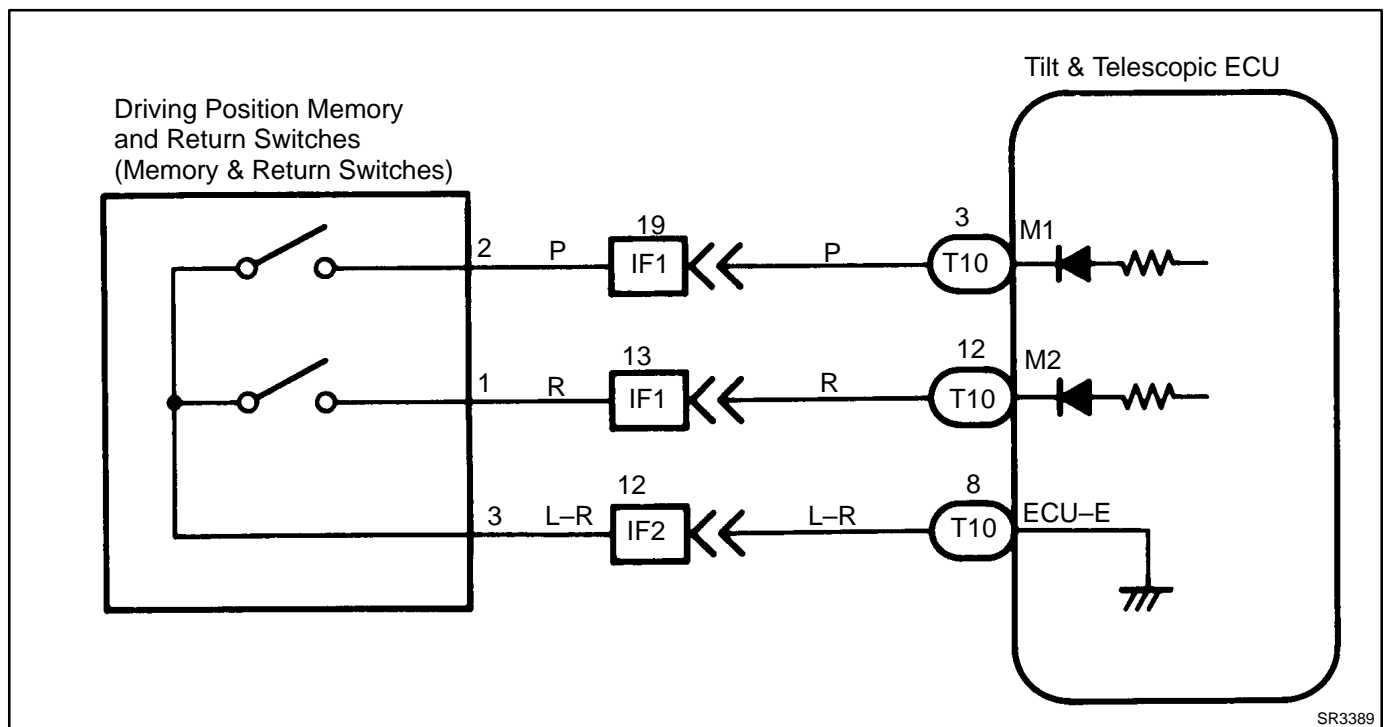 Tilt & Telescopic ECU
Driving Position Memory
and Return Switches
(Memory & Return Switches)
2 P 19 IF1 P 3 T10 M1
1 R 13 IF1 R 12 T10 M2
3 L–R 12 IF2 L–R 8 T10 ECU–E
SR3389